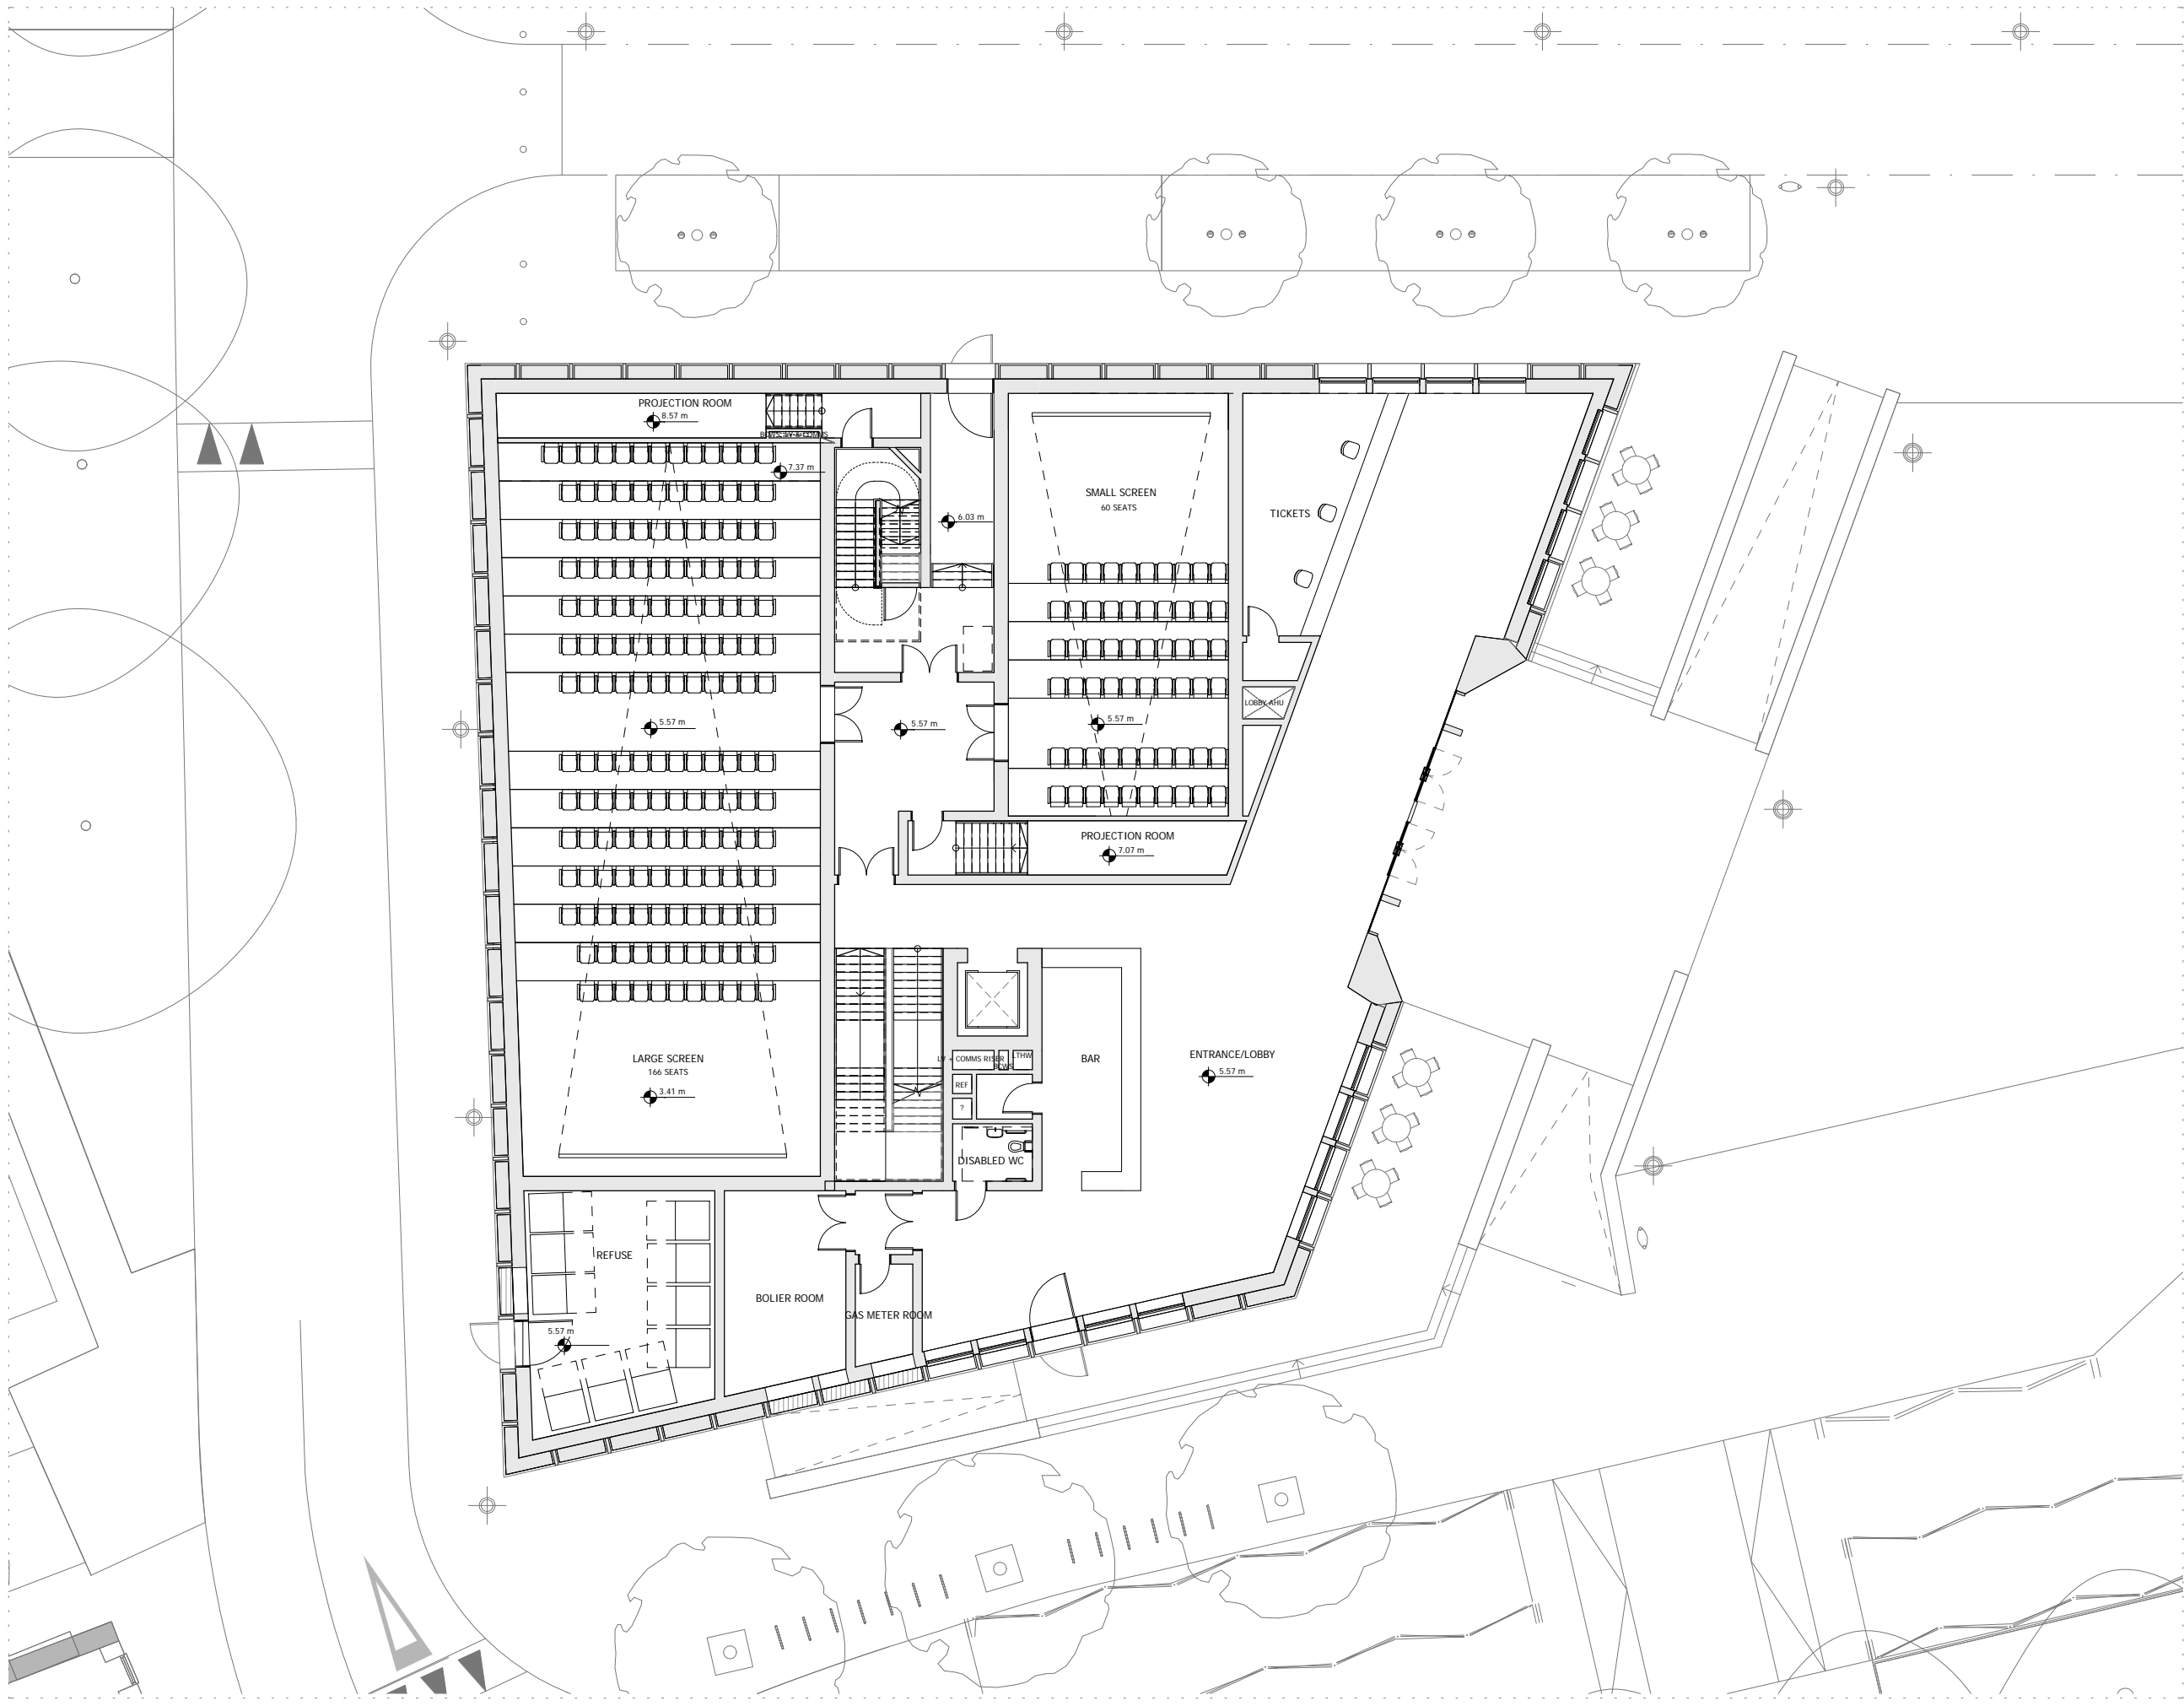 PROJECTION ROOM
8.57 m
7.37 m
6.03 m
SMALL SCREEN
60 SEATS
TICKETS
LOBBY AHU
5.57 m
5.57 m
5.57 m
PROJECTION ROOM
7.07 m
LARGE SCREEN
166 SEATS
3.41 m
LV + COMMS RISER
LTHW
BCWS
REF
?
BAR
ENTRANCE/LOBBY
5.57 m
DISABLED WC
REFUSE
5.57 m
BOLIER ROOM
GAS METER ROOM